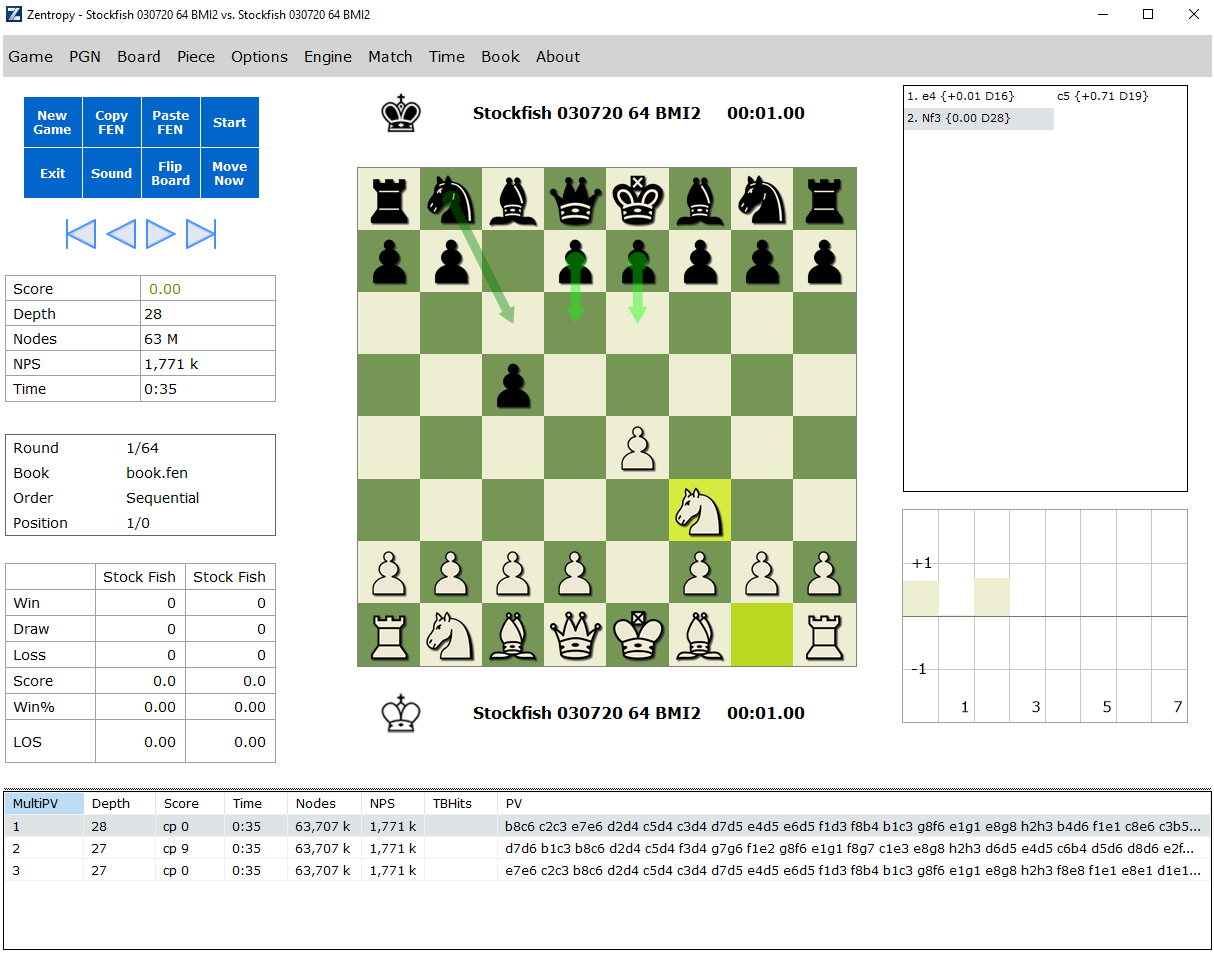 Zentropy - Stockfish 030720 64 BMI2 vs. Stockfish 030720 64 BMI2
Game PGN Board Piece Options Engine Match Time Book About
New Game
Copy FEN
Paste FEN
Start
Exit
Sound
Flip Board
Move Now
Stockfish 030720 64 BMI2 00:01.00
1. e4 {+0.01 D16} c5 {+0.71 D19}
2. Nf3 {0.00 D28}
Score 0.00
Depth 28
Nodes 63 M
NPS 1,771 k
Time 0:35
Round 1/64
Book book.fen
Order Sequential
Position 1/0
Stock Fish Stock Fish
Win 0 0
Draw 0 0
Loss 0 0
Score 0.0 0.0
Win% 0.00 0.00
LOS 0.00 0.00
+1
-1
1 3 5 7
Stockfish 030720 64 BMI2 00:01.00
MultiPV Depth Score Time Nodes NPS TBHits PV
1 28 cp 0 0:35 63,707 k 1,771 k b8c6 c2c3 e7e6 d2d4 c5d4 c3d4 d7d5 e4d5 e6d5 f1d3 f8b4 b1c3 g8f6 e1g1 e8g8 h2h3 b4d6 f1e1 c8e6 c3b5...
2 27 cp 9 0:35 63,707 k 1,771 k d7d6 b1c3 b8c6 d2d4 c5d4 f3d4 g7g6 f1e2 g8f6 e1g1 f8g7 c1e3 e8g8 h2h3 d6d5 e4d5 c6b4 d5d6 d8d6 e2f...
3 27 cp 0 0:35 63,707 k 1,771 k e7e6 c2c3 b8c6 d2d4 c5d4 c3d4 d7d5 e4d5 e6d5 f1d3 f8b4 b1c3 g8f6 e1g1 e8g8 h2h3 f8e8 f1e1 e8e1 d1e1...